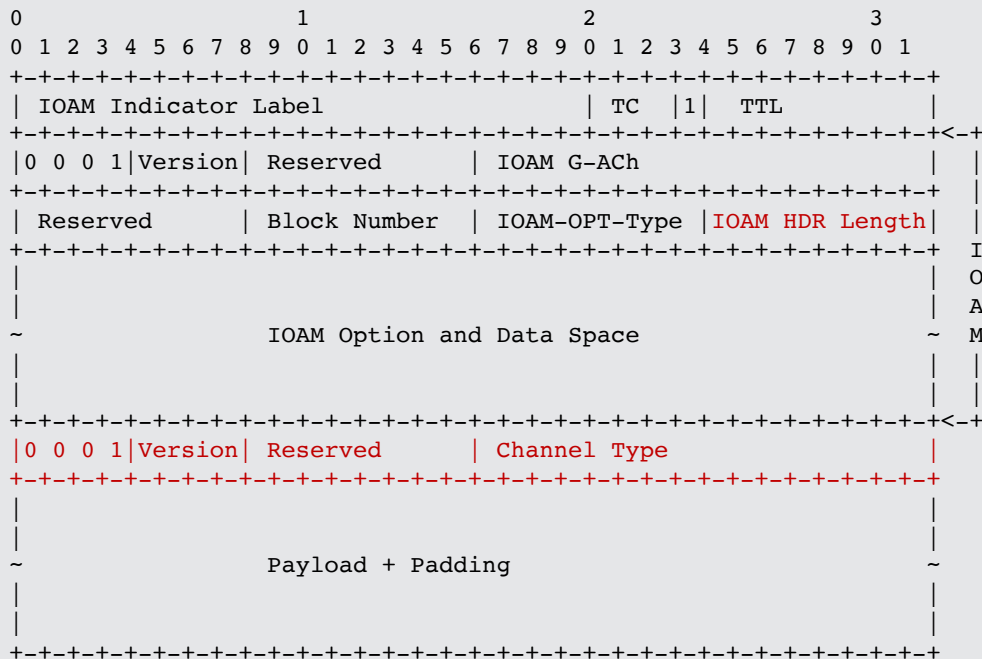 0                   1                   2                   3
0 1 2 3 4 5 6 7 8 9 0 1 2 3 4 5 6 7 8 9 0 1 2 3 4 5 6 7 8 9 0 1
+-+-+-+-+-+-+-+-+-+-+-+-+-+-+-+-+-+-+-+-+-+-+-+-+-+-+-+-+-+-+-+-+
| IOAM Indicator Label                  | TC  |1|  TTL          |
+-+-+-+-+-+-+-+-+-+-+-+-+-+-+-+-+-+-+-+-+-+-+-+-+-+-+-+-+-+-+-+-+<-+
|0 0 0 1|Version| Reserved      | IOAM G-ACh                    |  |
+-+-+-+-+-+-+-+-+-+-+-+-+-+-+-+-+-+-+-+-+-+-+-+-+-+-+-+-+-+-+-+-+  |
| Reserved      | Block Number  | IOAM-OPT-Type |IOAM HDR Length|  |
+-+-+-+-+-+-+-+-+-+-+-+-+-+-+-+-+-+-+-+-+-+-+-+-+-+-+-+-+-+-+-+-+  I
|                                                               |  O
|                                                               |  A
~                 IOAM Option and Data Space                    ~  M
|                                                               |  |
|                                                               |  |
+-+-+-+-+-+-+-+-+-+-+-+-+-+-+-+-+-+-+-+-+-+-+-+-+-+-+-+-+-+-+-+-+<-+
|0 0 0 1|Version| Reserved      | Channel Type                  |
+-+-+-+-+-+-+-+-+-+-+-+-+-+-+-+-+-+-+-+-+-+-+-+-+-+-+-+-+-+-+-+-+
|                                                               |
|                                                               |
~                 Payload + Padding                             ~
|                                                               |
|                                                               |
+-+-+-+-+-+-+-+-+-+-+-+-+-+-+-+-+-+-+-+-+-+-+-+-+-+-+-+-+-+-+-+-+